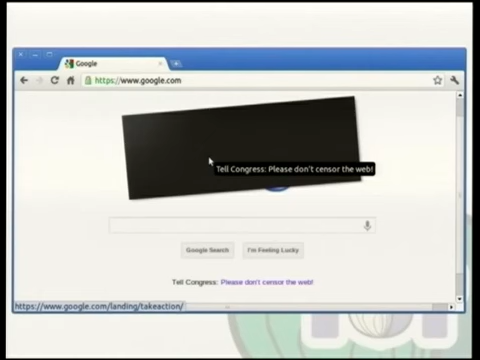 Google
https://www.google.com
Tell Congress: Please don't censor the web!
Google Search
I'm Feeling Lucky
Tell Congress: Please don't censor the web!
https://www.google.com/landing/takeaction/